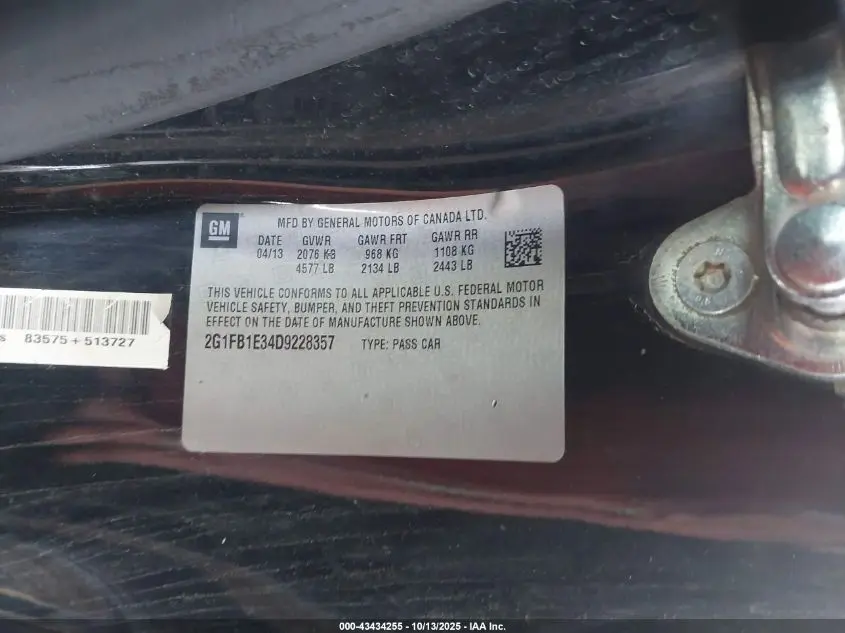 GM
MFD BY GENERAL MOTORS OF CANADA LTD.
DATE GVWR GAWR FRT GAWR RR
04/13 2076 KG 968 KG 1108 KG
4577 LB 2134 LB 2443 LB
THIS VEHICLE CONFORMS TO ALL APPLICABLE U.S. FEDERAL MOTOR
VEHICLE SAFETY, BUMPER, AND THEFT PREVENTION STANDARDS IN
EFFECT ON THE DATE OF MANUFACTURE SHOWN ABOVE.
2G1FB1E34D9228357 TYPE: PASS CAR
s 83575+513727
000-43434255 - 10/13/2025 - IAA Inc.